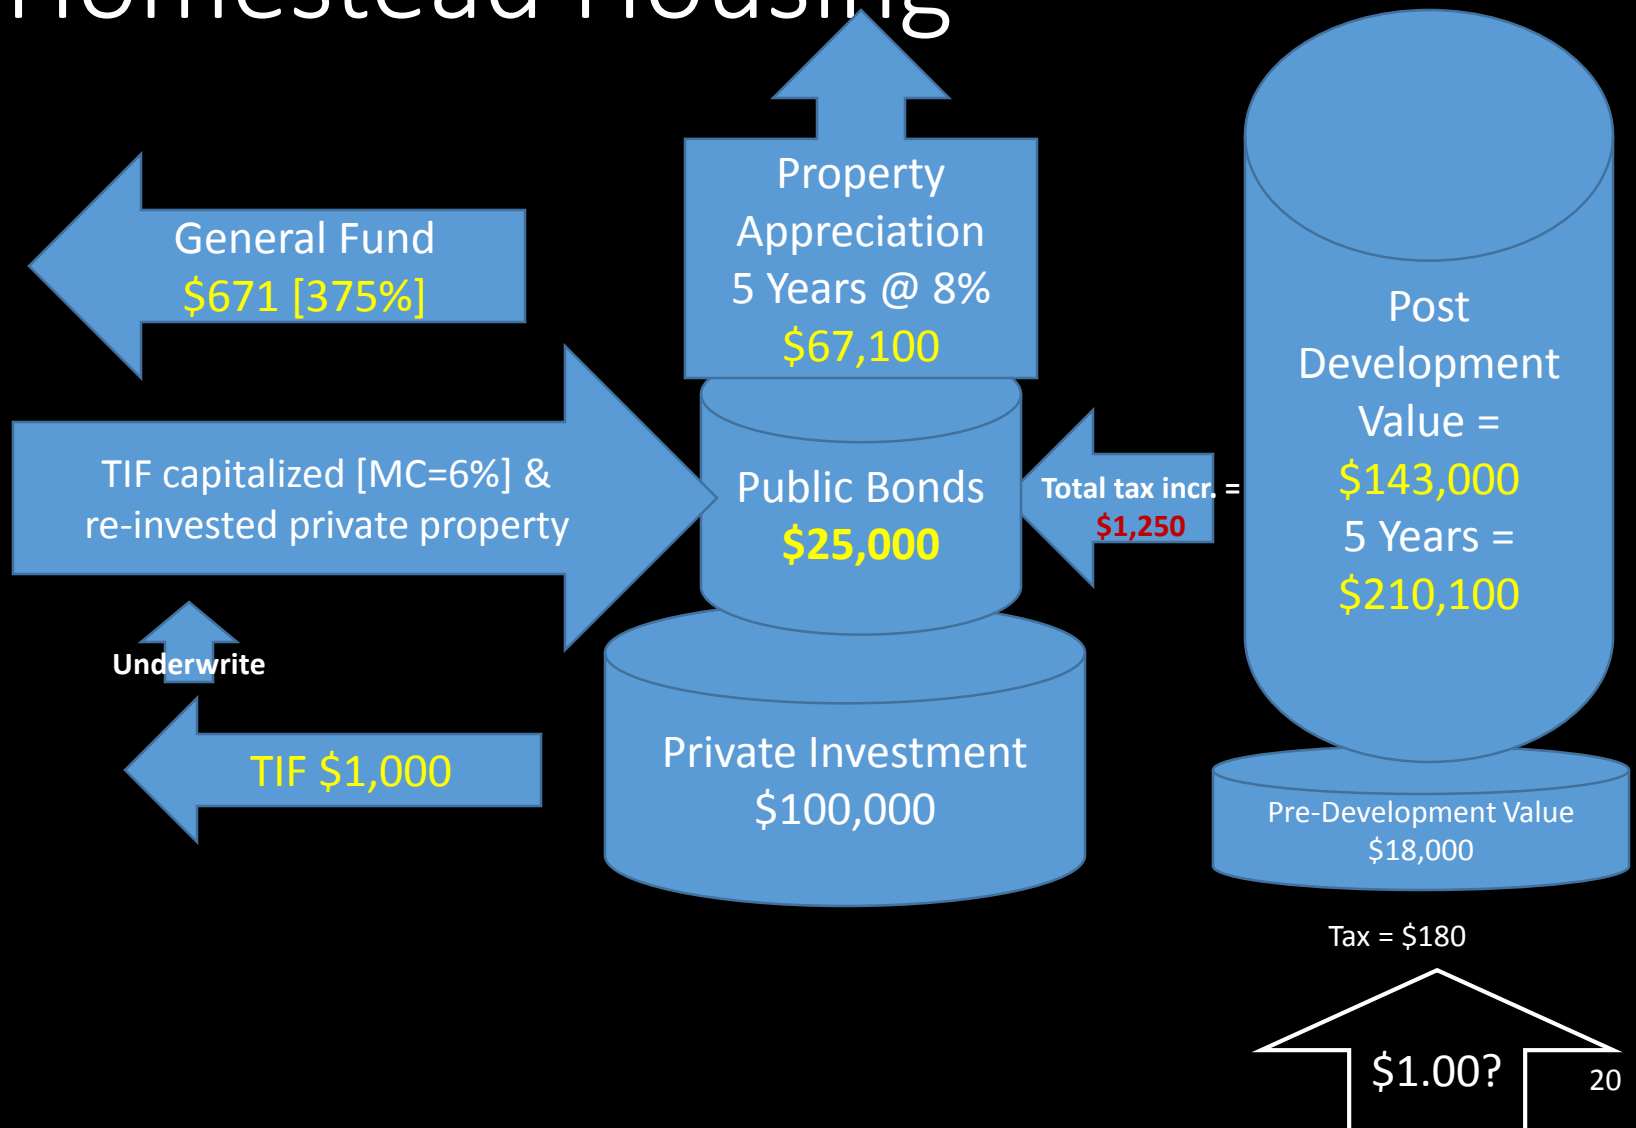 Homestead Housing
Property
Appreciation
5 Years @ 8%
$67,100
General Fund
$671 [375%]
TIF capitalized [MC=6%] &
re-invested private property
Public Bonds
$25,000
Total tax incr. =
$1,250
Post
Development
Value =
$143,000
5 Years =
$210,100
Underwrite
TIF $1,000
Private Investment
$100,000
Pre-Development Value
$18,000
Tax = $180
$1.00?
20